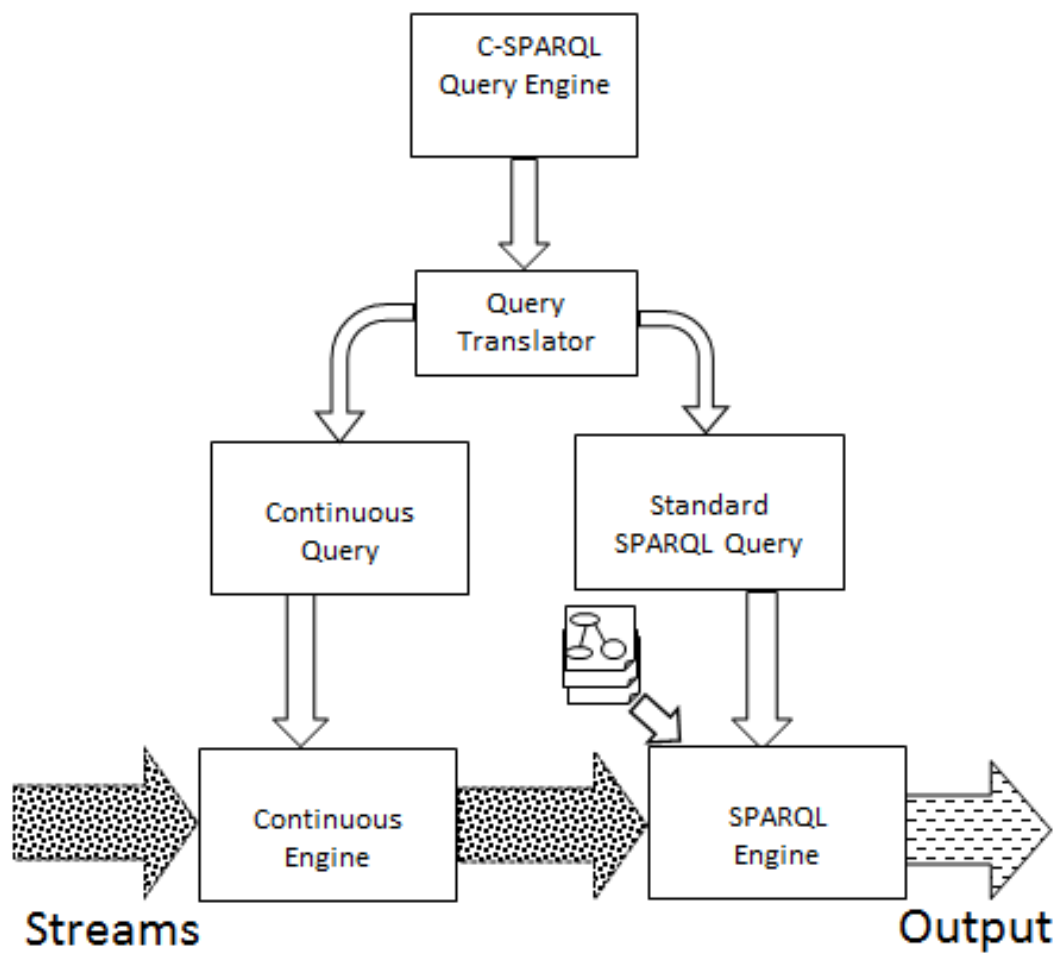 C-SPARQL
Query Engine
Query
Translator
Continuous
Query
Standard
SPARQL Query
Continuous
Engine
SPARQL
Engine
Streams
Output